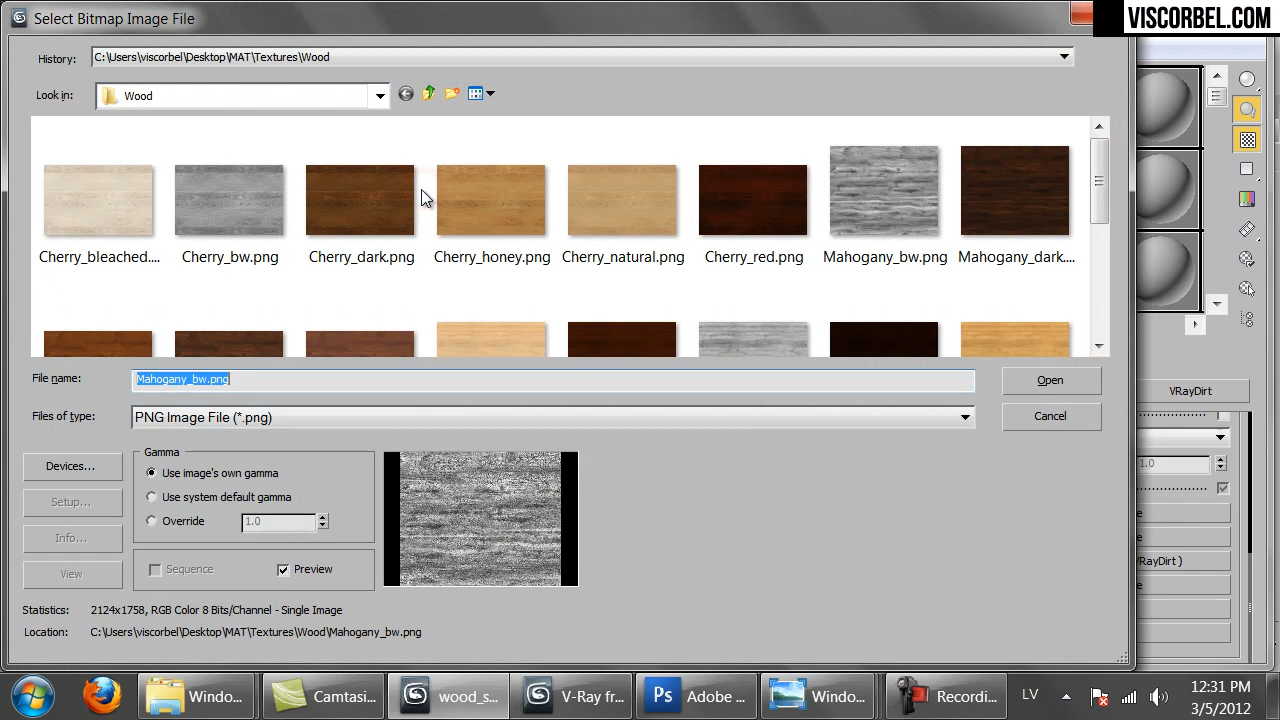 Select Bitmap Image File
VISCORBEL.COM
History:
C:\Users\viscorbel\Desktop\MAT\Textures\Wood
Look in:
Wood
Cherry_bleached....
Cherry_bw.png
Cherry_dark.png
Cherry_honey.png
Cherry_natural.png
Cherry_red.png
Mahogany_bw.png
Mahogany_dark....
File name:
Mahogany_bw.png
Open
Files of type:
PNG Image File (*.png)
Cancel
VRayDirt
Gamma
Devices...
Use image's own gamma
1.0
Setup...
Use system default gamma
Info...
Override
1.0
View
Sequence
Preview
VRayDirt )
Statistics:
2124x1758, RGB Color 8 Bits/Channel - Single Image
Location:
C:\Users\viscorbel\Desktop\MAT\Textures\Wood\Mahogany_bw.png
Windo...
Camtasi...
wood_s...
V-Ray fr...
Ps
Adobe ...
Windo...
Recordi...
LV
12:31 PM
3/5/2012